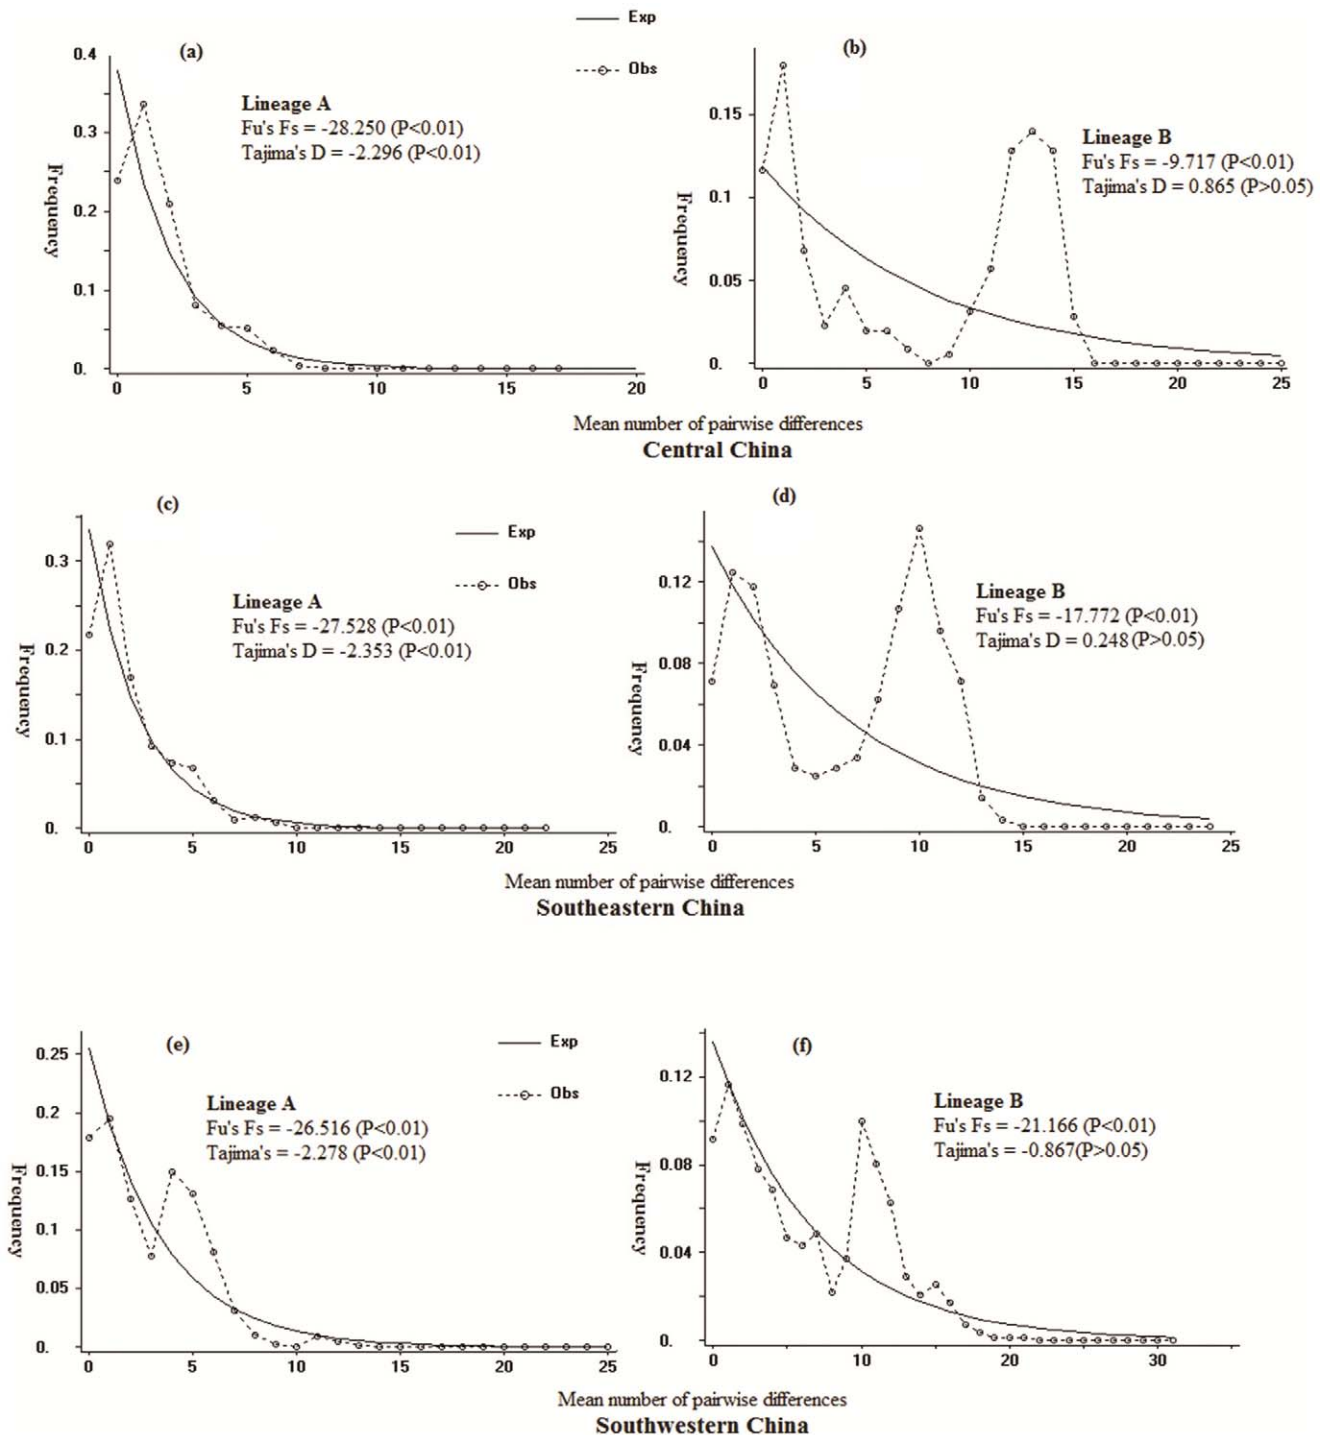 Exp
Obs
(a)
Lineage A
Fu's Fs = -28.250 (P<0.01)
Tajima's D = -2.296 (P<0.01)
Frequency
0.4
0.3
0.2
0.1
0.
0 5 10 15 20
(b)
Lineage B
Fu's Fs = -9.717 (P<0.01)
Tajima's D = 0.865 (P>0.05)
Frequency
0.15
0.1
0.05
0.
0 5 10 15 20 25
Mean number of pairwise differences
Central China
(c)
Exp
Obs
Lineage A
Fu's Fs = -27.528 (P<0.01)
Tajima's D = -2.353 (P<0.01)
Frequency
0.3
0.2
0.1
0.
0 5 10 15 20 25
(d)
Lineage B
Fu's Fs = -17.772 (P<0.01)
Tajima's D = 0.248 (P>0.05)
Frequency
0.12
0.08
0.04
0.
0 5 10 15 20 25
Mean number of pairwise differences
Southeastern China
(e)
Exp
Obs
Lineage A
Fu's Fs = -26.516 (P<0.01)
Tajima's = -2.278 (P<0.01)
Frequency
0.25
0.2
0.15
0.1
0.05
0.
0 5 10 15 20 25
(f)
Lineage B
Fu's Fs = -21.166 (P<0.01)
Tajima's = -0.867(P>0.05)
Frequency
0.12
0.08
0.04
0.
0 10 20 30
Mean number of pairwise differences
Southwestern China